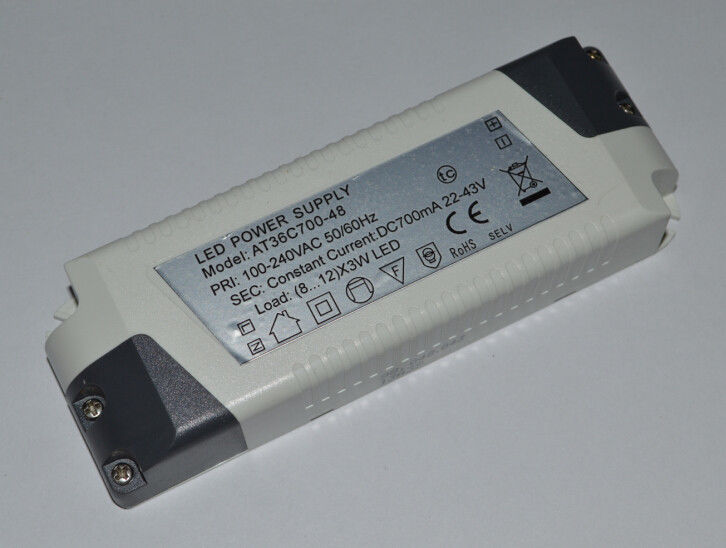 LED POWER SUPPLY
Model: AT36C700-48
PRI: 100-240VAC 50/60Hz
SEC: Constant Current:DC700mA 22-43V
Load: (8...12)X3W LED
tc
+
−
L
N
F
CE
RoHS
SELV